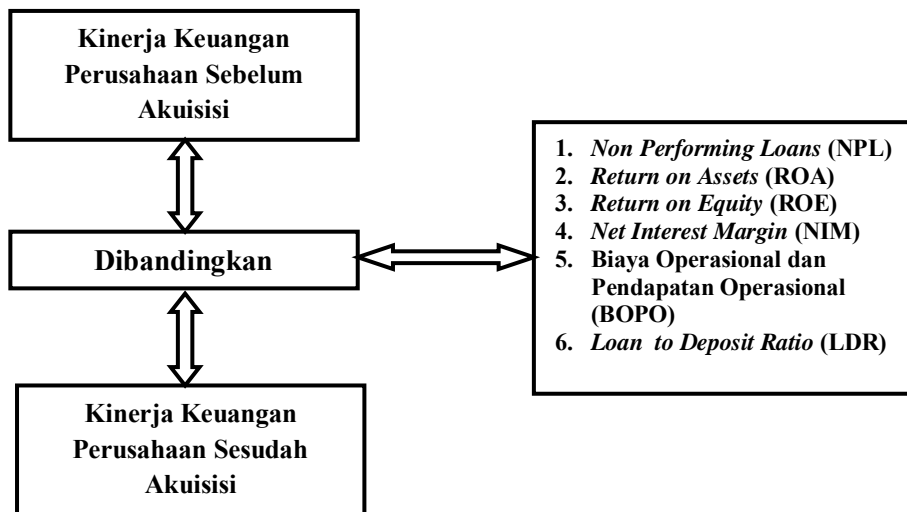 Kinerja Keuangan
Perusahaan Sebelum
Akuisisi
Dibandingkan
Kinerja Keuangan
Perusahaan Sesudah
Akuisisi
1. Non Performing Loans (NPL)
2. Return on Assets (ROA)
3. Return on Equity (ROE)
4. Net Interest Margin (NIM)
5. Biaya Operasional dan
Pendapatan Operasional
(BOPO)
6. Loan to Deposit Ratio (LDR)